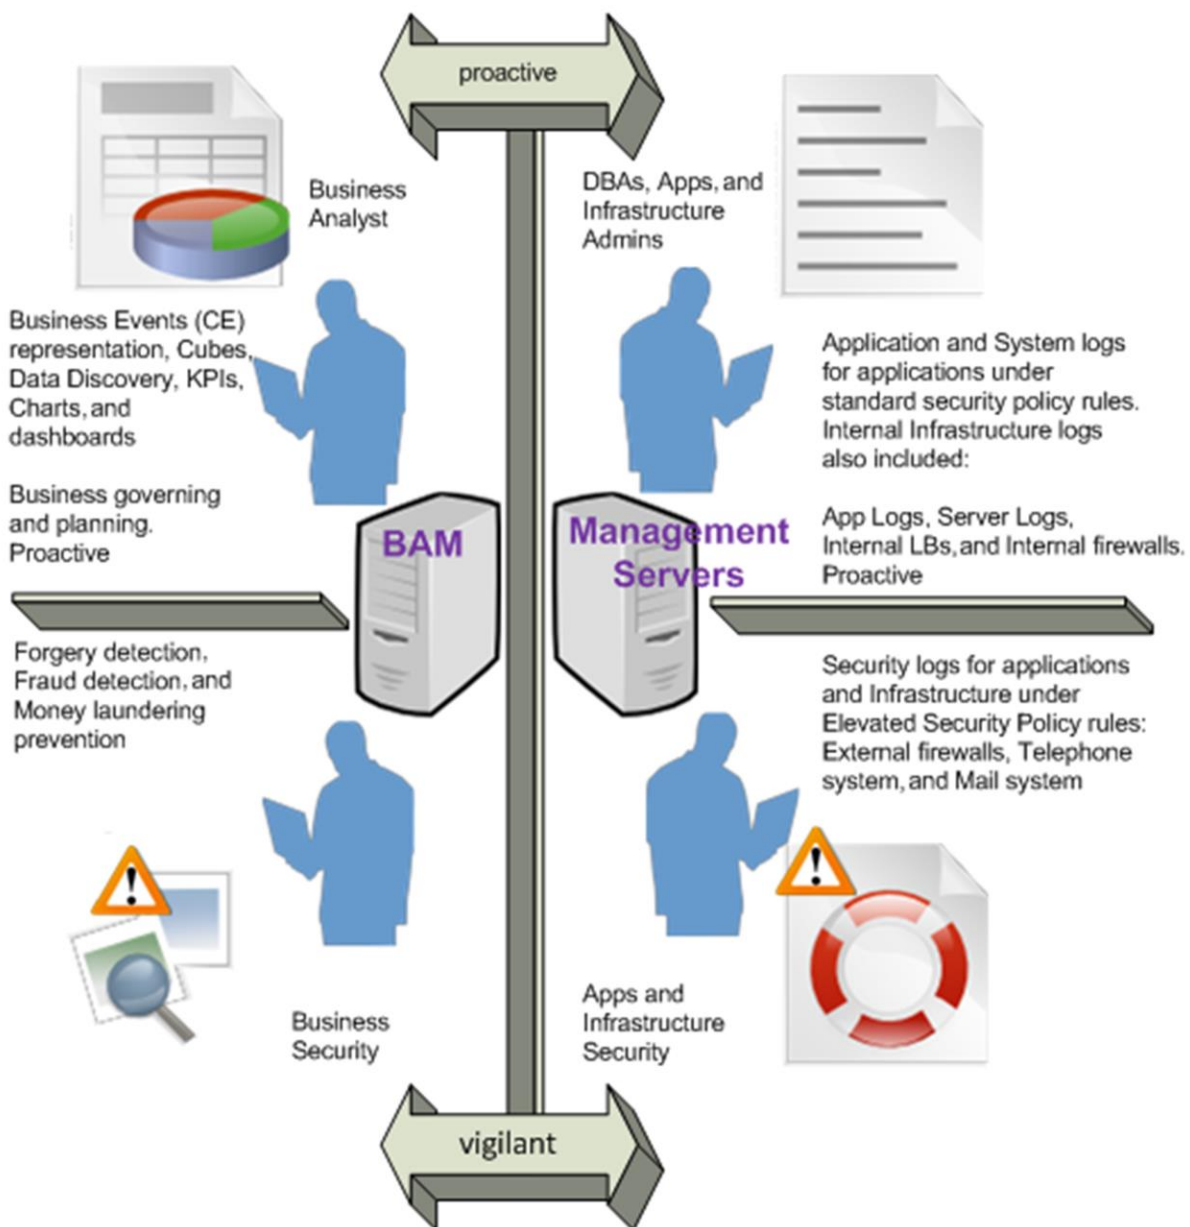 proactive
Business
Analyst
DBAs, Apps, and
Infrastructure
Admins
Business Events (CE)
representation, Cubes,
Data Discovery, KPIs,
Charts, and
dashboards
Business governing
and planning.
Proactive
Application and System logs
for applications under
standard security policy rules.
Internal Infrastructure logs
also included:
App Logs, Server Logs,
Internal LBs, and Internal firewalls.
Proactive
BAM
Management
Servers
Forgery detection,
Fraud detection, and
Money laundering
prevention
Security logs for applications
and Infrastructure under
Elevated Security Policy rules:
External firewalls, Telephone
system, and Mail system
Business
Security
Apps and
Infrastructure
Security
vigilant